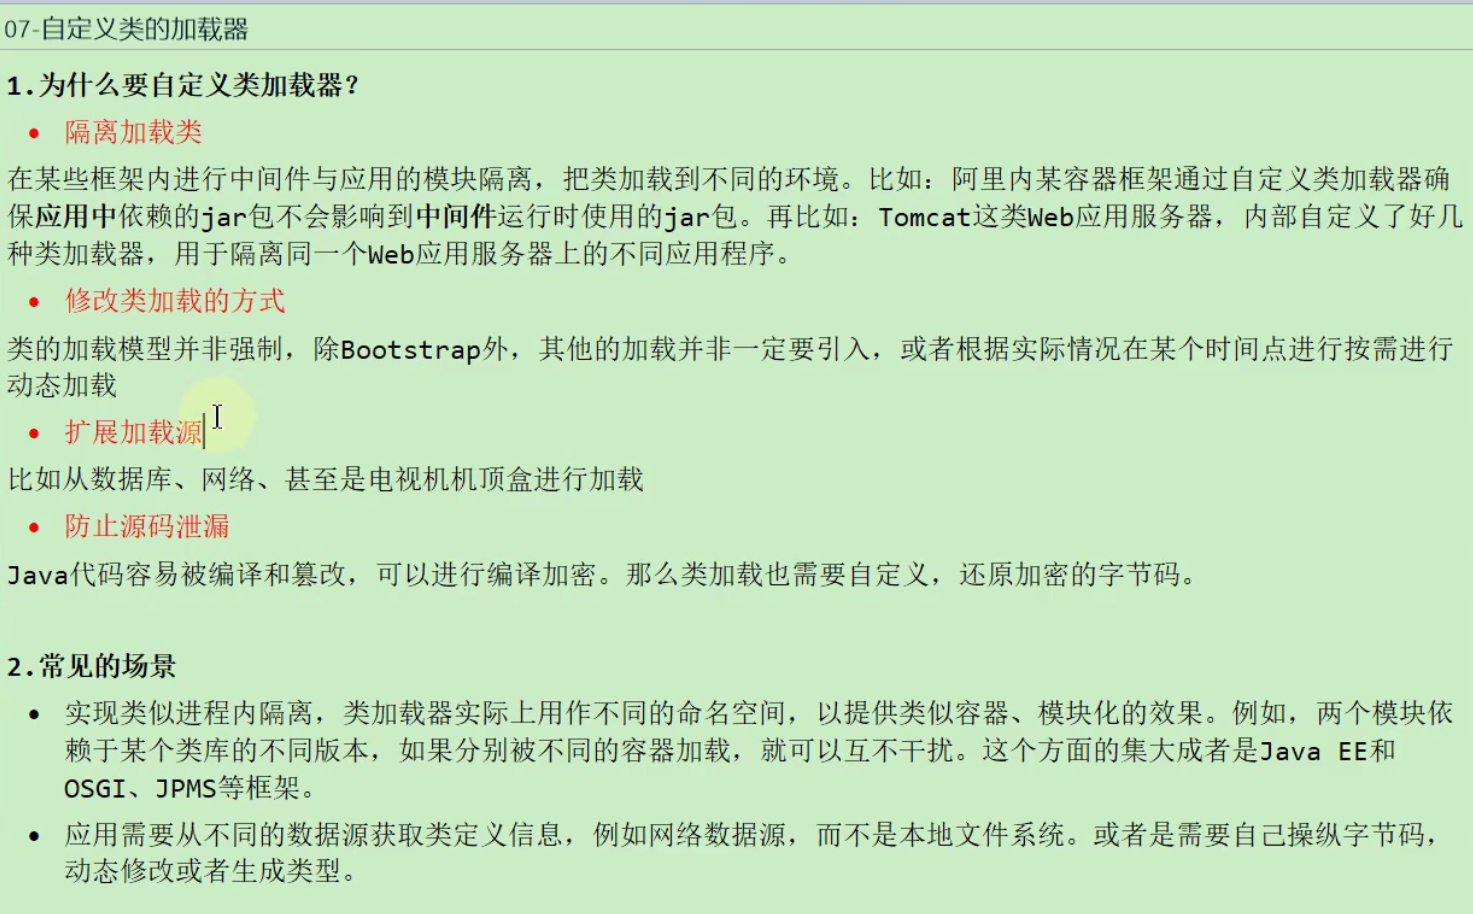 07-自定义类的加载器
1.为什么要自定义类加载器？
• 隔离加载类
在某些框架内进行中间件与应用的模块隔离，把类加载到不同的环境。比如：阿里内某容器框架通过自定义类加载器确
保应用中依赖的jar包不会影响到中间件运行时使用的jar包。再比如：Tomcat这类Web应用服务器，内部自定义了好几
种类加载器，用于隔离同一个Web应用服务器上的不同应用程序。
• 修改类加载的方式
类的加载模型并非强制，除Bootstrap外，其他的加载并非一定要引入，或者根据实际情况在某个时间点进行按需进行
动态加载
• 扩展加载源
比如从数据库、网络、甚至是电视机机顶盒进行加载
• 防止源码泄漏
Java代码容易被编译和篡改，可以进行编译加密。那么类加载也需要自定义，还原加密的字节码。
2.常见的场景
• 实现类似进程内隔离，类加载器实际上用作不同的命名空间，以提供类似容器、模块化的效果。例如，两个模块依
赖于某个类库的不同版本，如果分别被不同的容器加载，就可以互不干扰。这个方面的集大成者是Java EE和
OSGI、JPMS等框架。
• 应用需要从不同的数据源获取类定义信息，例如网络数据源，而不是本地文件系统。或者是需要自己操纵字节码，
动态修改或者生成类型。